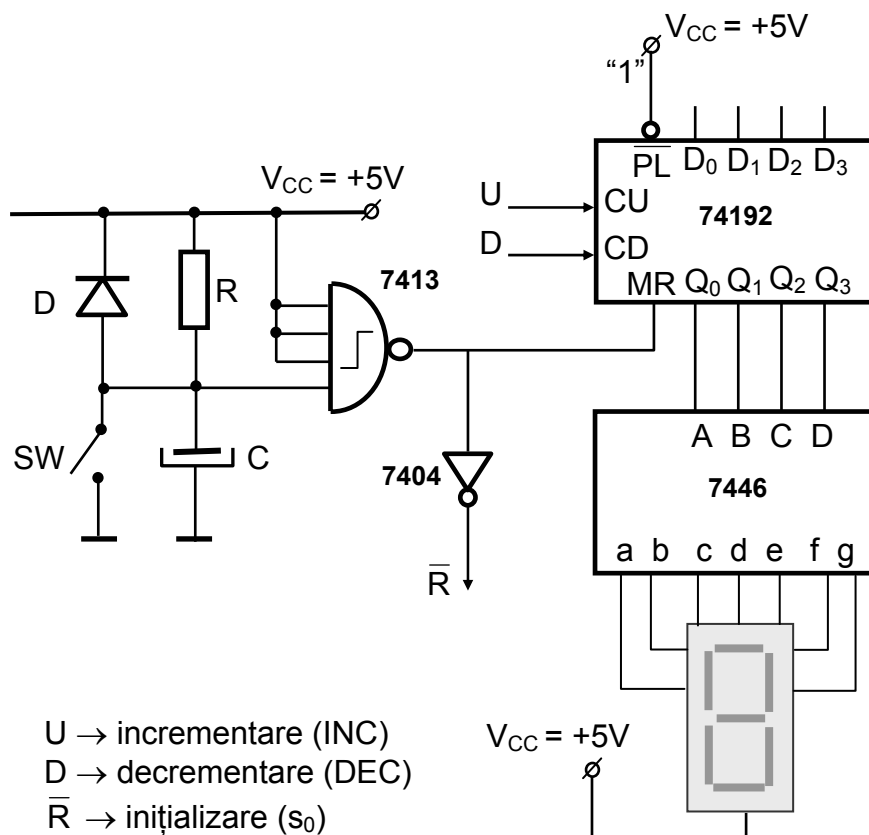 V_CC = +5V
“1”
P̅L̅ D₀ D₁ D₂ D₃
V_CC = +5V
U CU 74192
D CD
7413
MR Q₀ Q₁ Q₂ Q₃
D R
A B C D
SW C 7404 7446
a b c d e f g
R̅
U → incrementare (INC)
V_CC = +5V
D → decrementare (DEC)
R̅ → inițializare (s₀)